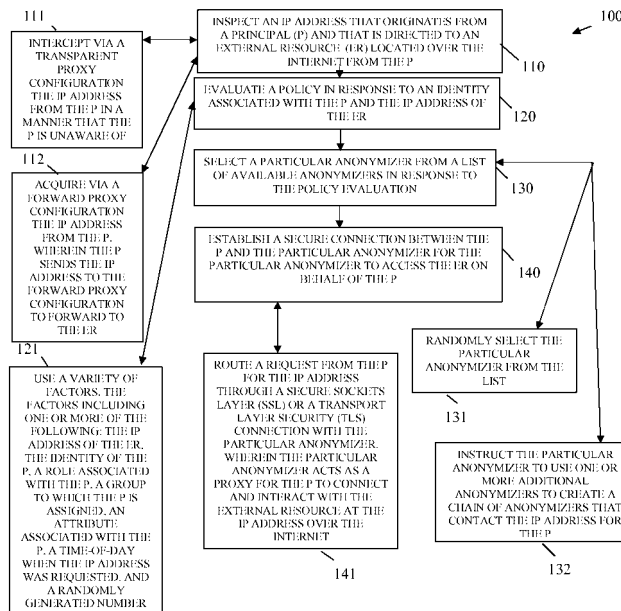 100
111
INTERCEPT VIA A
TRANSPARENT PROXY
CONFIGURATION
THE IP ADDRESS
FROM THE P IN A
MANNER THAT THE
P IS UNAWARE OF
INSPECT AN IP ADDRESS THAT ORIGINATES FROM
A PRINCIPAL (P) AND THAT IS DIRECTED TO AN
EXTERNAL RESOURCE (ER) LOCATED OVER THE
INTERNET FROM THE P
110
EVALUATE A POLICY IN RESPONSE TO AN IDENTITY
ASSOCIATED WITH THE P AND THE IP ADDRESS OF
THE ER
120
112
ACQUIRE VIA A
FORWARD PROXY
CONFIGURATION
THE IP ADDRESS
FROM THE P,
WHEREIN THE P
SENDS THE IP
ADDRESS TO THE
FORWARD PROXY
CONFIGURATION
TO FORWARD TO
THE ER
SELECT A PARTICULAR ANONYMIZER FROM A LIST
OF AVAILABLE ANONYMIZERS IN RESPONSE TO
THE POLICY EVALUATION
130
ESTABLISH A SECURE CONNECTION BETWEEN THE
P AND THE PARTICULAR ANONYMIZER FOR THE
PARTICULAR ANONYMIZER TO ACCESS THE ER ON
BEHALF OF THE P
140
121
USE A VARIETY OF
FACTORS, THE
FACTORS INCLUDING
ONE OR MORE OF THE
FOLLOWING: THE IP
ADDRESS OF THE ER,
THE IDENTITY OF THE
P, A ROLE ASSOCIATED
WITH THE P, A GROUP
TO WHICH THE P IS
ASSIGNED, AN
ATTRIBUTE
ASSOCIATED WITH THE
P, A TIME-OF-DAY
WHEN THE IP ADDRESS
WAS REQUESTED, AND
A RANDOMLY
GENERATED NUMBER
ROUTE A REQUEST FROM THE P
FOR THE IP ADDRESS
THROUGH A SECURE SOCKETS
LAYER (SSL) OR A TRANSPORT
LAYER SECURITY (TLS)
CONNECTION WITH THE
PARTICULAR ANONYMIZER,
WHEREIN THE PARTICULAR
ANONYMIZER ACTS AS A
PROXY FOR THE P TO CONNECT
AND INTERACT WITH THE
EXTERNAL RESOURCE AT THE
IP ADDRESS OVER THE
INTERNET
141
RANDOMLY SELECT THE
PARTICULAR
ANONYMIZER FROM THE
LIST
131
INSTRUCT THE PARTICULAR
ANONYMIZER TO USE ONE OR
MORE ADDITIONAL
ANONYMIZERS TO CREATE A
CHAIN OF ANONYMIZERS THAT
CONTACT THE IP ADDRESS FOR
THE P
132